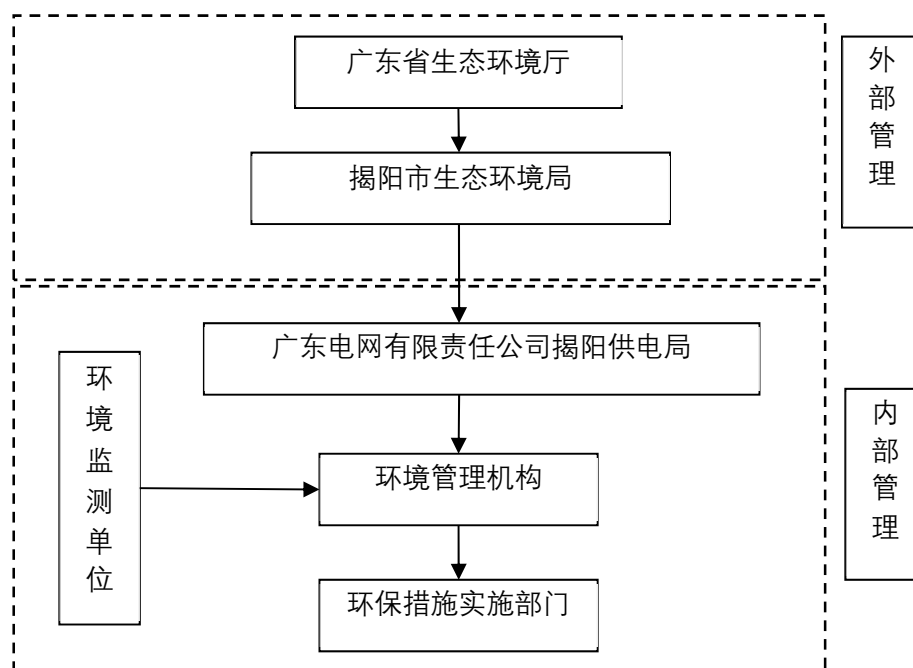 广东省生态环境厅
外部管理
揭阳市生态环境局
广东电网有限责任公司揭阳供电局
环境监测单位
内部管理
环境管理机构
环保措施实施部门